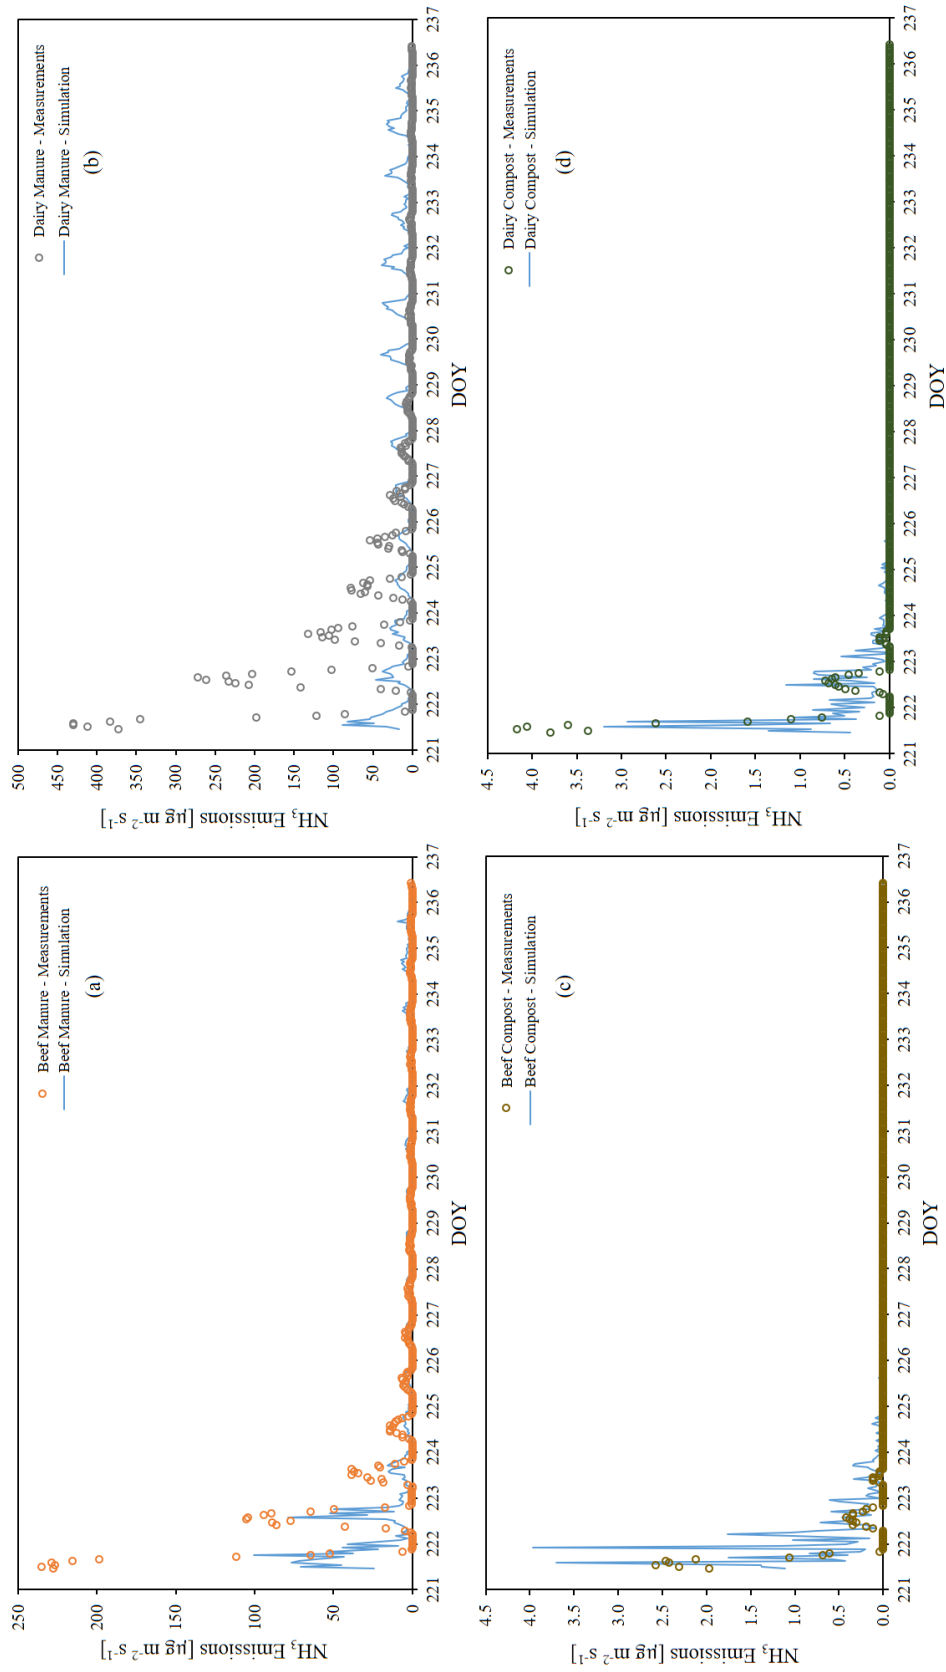 NH₃ Emissions [µg m⁻² s⁻¹]
250
200
150
100
50
0
Beef Manure - Measurements
Beef Manure - Simulation
(a)
221 222 223 224 225 226 227 228 229 230 231 232 233 234 235 236 237
DOY
NH₃ Emissions [µg m⁻² s⁻¹]
500
450
400
350
300
250
200
150
100
50
0
Dairy Manure - Measurements
Dairy Manure - Simulation
(b)
221 222 223 224 225 226 227 228 229 230 231 232 233 234 235 236 237
DOY
NH₃ Emissions [µg m⁻² s⁻¹]
4.5
4.0
3.5
3.0
2.5
2.0
1.5
1.0
0.5
0.0
Beef Compost - Measurements
Beef Compost - Simulation
(c)
221 222 223 224 225 226 227 228 229 230 231 232 233 234 235 236 237
DOY
NH₃ Emissions [µg m⁻² s⁻¹]
4.5
4.0
3.5
3.0
2.5
2.0
1.5
1.0
0.5
0.0
Dairy Compost - Measurements
Dairy Compost - Simulation
(d)
221 222 223 224 225 226 227 228 229 230 231 232 233 234 235 236 237
DOY